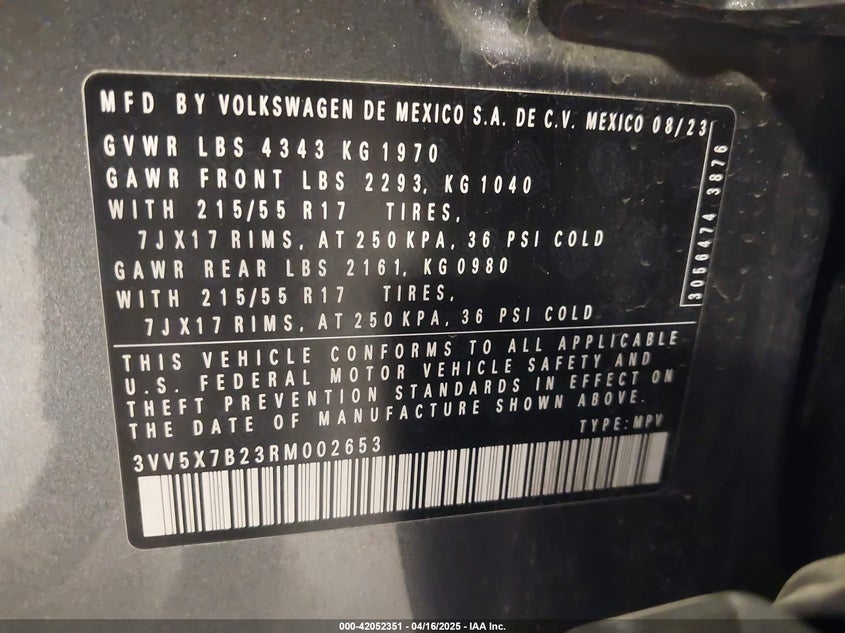 MFD BY VOLKSWAGEN DE MEXICO S.A. DE C.V. MEXICO 08/23
GVWR LBS 4343 KG 1970
GAWR FRONT LBS 2293, KG 1040
WITH 215/55 R17 TIRES,
7JX17 RIMS, AT 250 KPA, 36 PSI COLD
GAWR REAR LBS 2161, KG 0980
WITH 215/55 R17 TIRES,
7JX17 RIMS, AT 250 KPA, 36 PSI COLD
3056474 3876
THIS VEHICLE CONFORMS TO ALL APPLICABLE
U.S. FEDERAL MOTOR VEHICLE SAFETY AND
THEFT PREVENTION STANDARDS IN EFFECT ON
THE DATE OF MANUFACTURE SHOWN ABOVE.
TYPE: MPV
3VV5X7B23RM002653
000-42052351 - 04/16/2025 - IAA Inc.